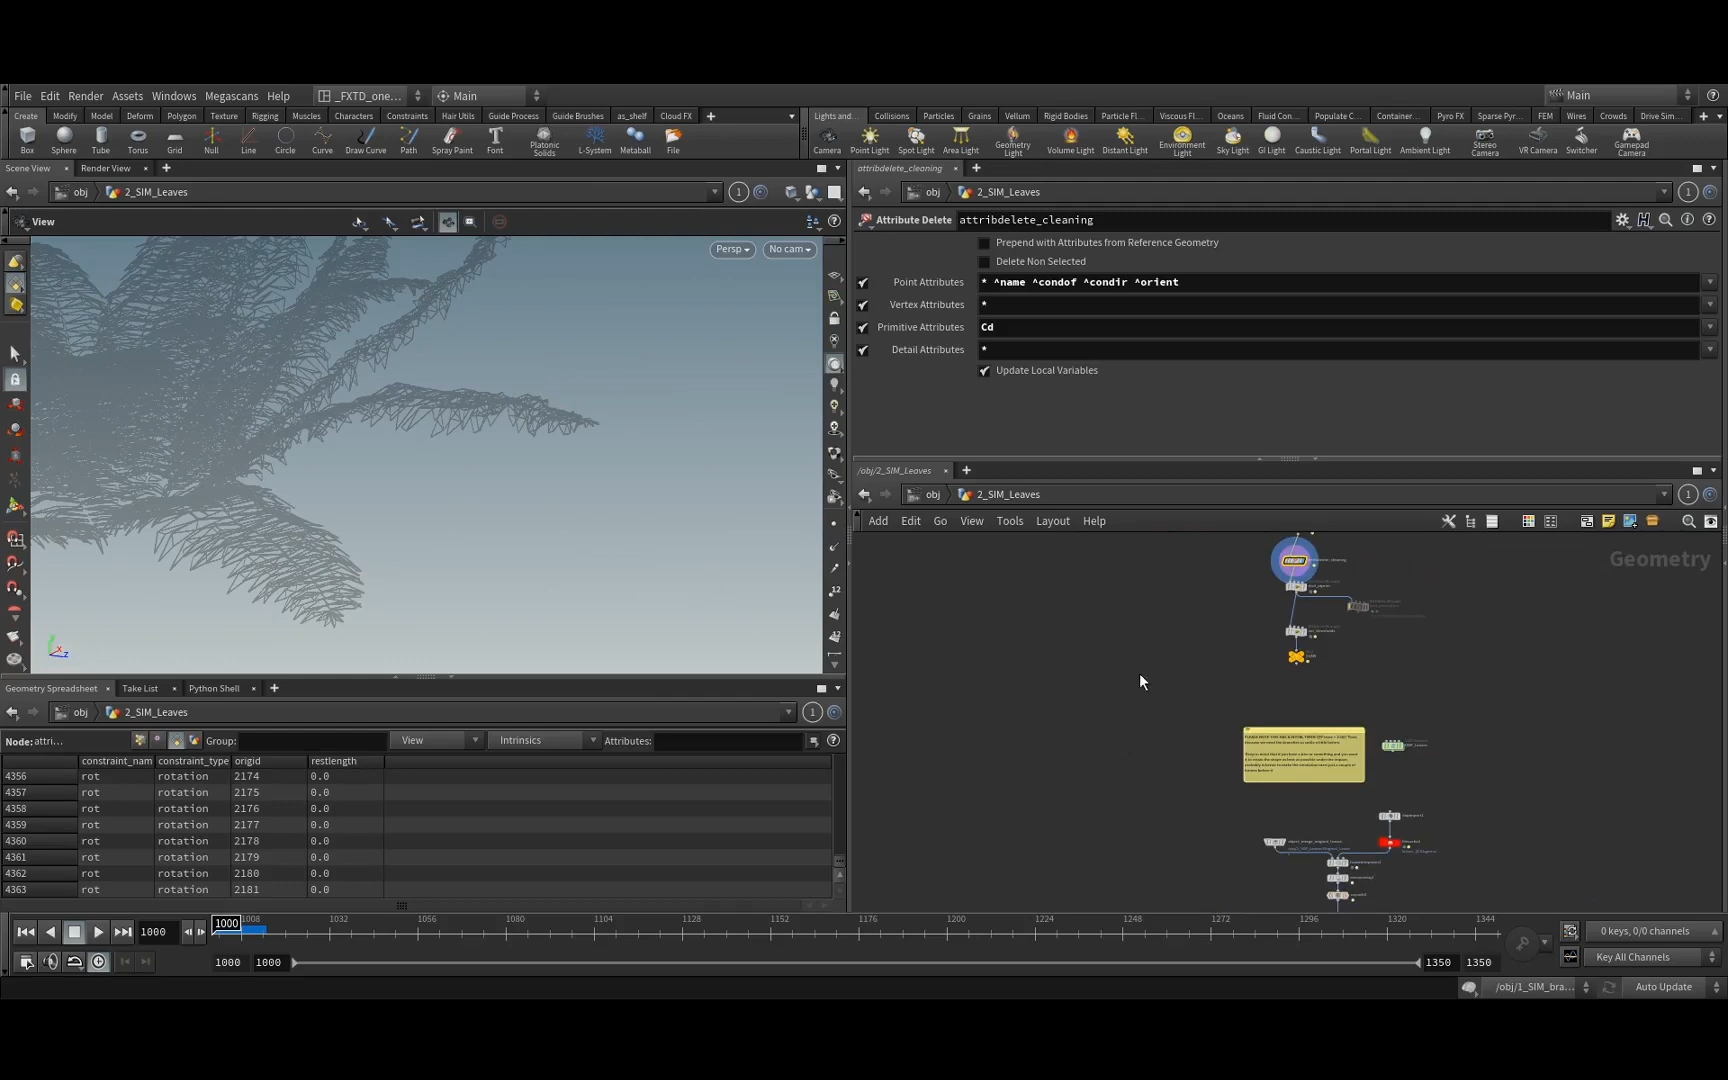 File Edit Render Assets Windows Megascans Help _FXTD_one... Main Main
Create Modify Model Deform Polygon Texture Rigging Muscles Characters Constraints Hair Utils Guide Process Guide Brushes as_shelf Cloud FX
Lights and... Collisions Particles Grains Vellum Rigid Bodies Particle Fl... Viscous Fl... Oceans Fluid Con... Populate C... Container... Pyro FX Sparse Pyr... FEM Wires Crowds Drive Sim...
Box Sphere Tube Torus Grid Null Line Circle Curve Draw Curve Path Spray Paint Font Platonic Solids L-System Metaball File
Camera Point Light Spot Light Area Light Geometry Light Volume Light Distant Light Environment Light Sky Light GI Light Caustic Light Portal Light Ambient Light Stereo Camera VR Camera Switcher Gamepad Camera
Scene View Render View
obj 2_SIM_Leaves 1
View
Persp No cam
attribdelete_cleaning
obj 2_SIM_Leaves 1
Attribute Delete attribdelete_cleaning
Prepend with Attributes from Reference Geometry
Delete Non Selected
Point Attributes * ^name ^condof ^condir ^orient
Vertex Attributes *
Primitive Attributes Cd
Detail Attributes *
Update Local Variables
/obj/2_SIM_Leaves
obj 2_SIM_Leaves 1
Add Edit Go View Tools Layout Help
Geometry
Geometry Spreadsheet Take List Python Shell
obj 2_SIM_Leaves 1
Node: attri... Group: View Intrinsics Attributes:
constraint_nam constraint_type origid restlength
4356 rot rotation 2174 0.0
4357 rot rotation 2175 0.0
4358 rot rotation 2176 0.0
4359 rot rotation 2177 0.0
4360 rot rotation 2178 0.0
4361 rot rotation 2179 0.0
4362 rot rotation 2180 0.0
4363 rot rotation 2181 0.0
1000 1000 1008 1032 1056 1080 1104 1128 1152 1176 1200 1224 1248 1272 1296 1320 1344
1000 1000 1350 1350
0 keys, 0/0 channels
Key All Channels
/obj/1_SIM_bra... Auto Update